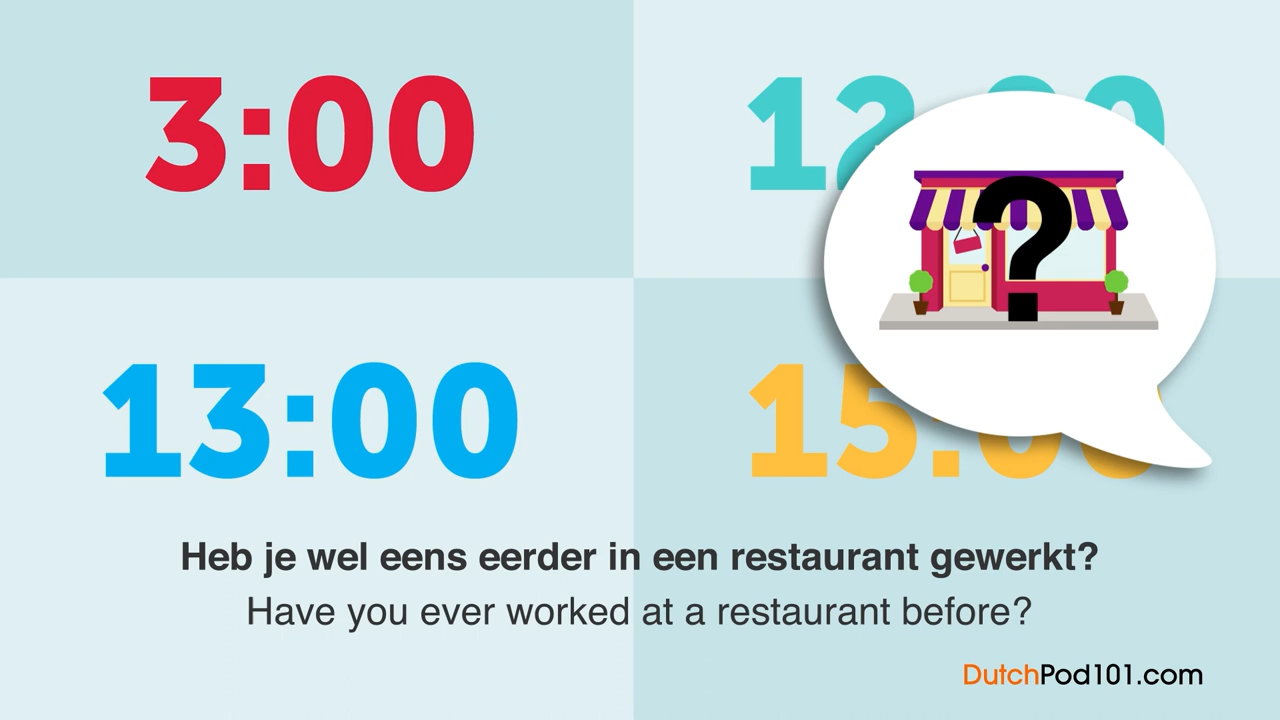 3:00
13:00
Heb je wel eens eerder in een restaurant gewerkt?
Have you ever worked at a restaurant before?
DutchPod101.com